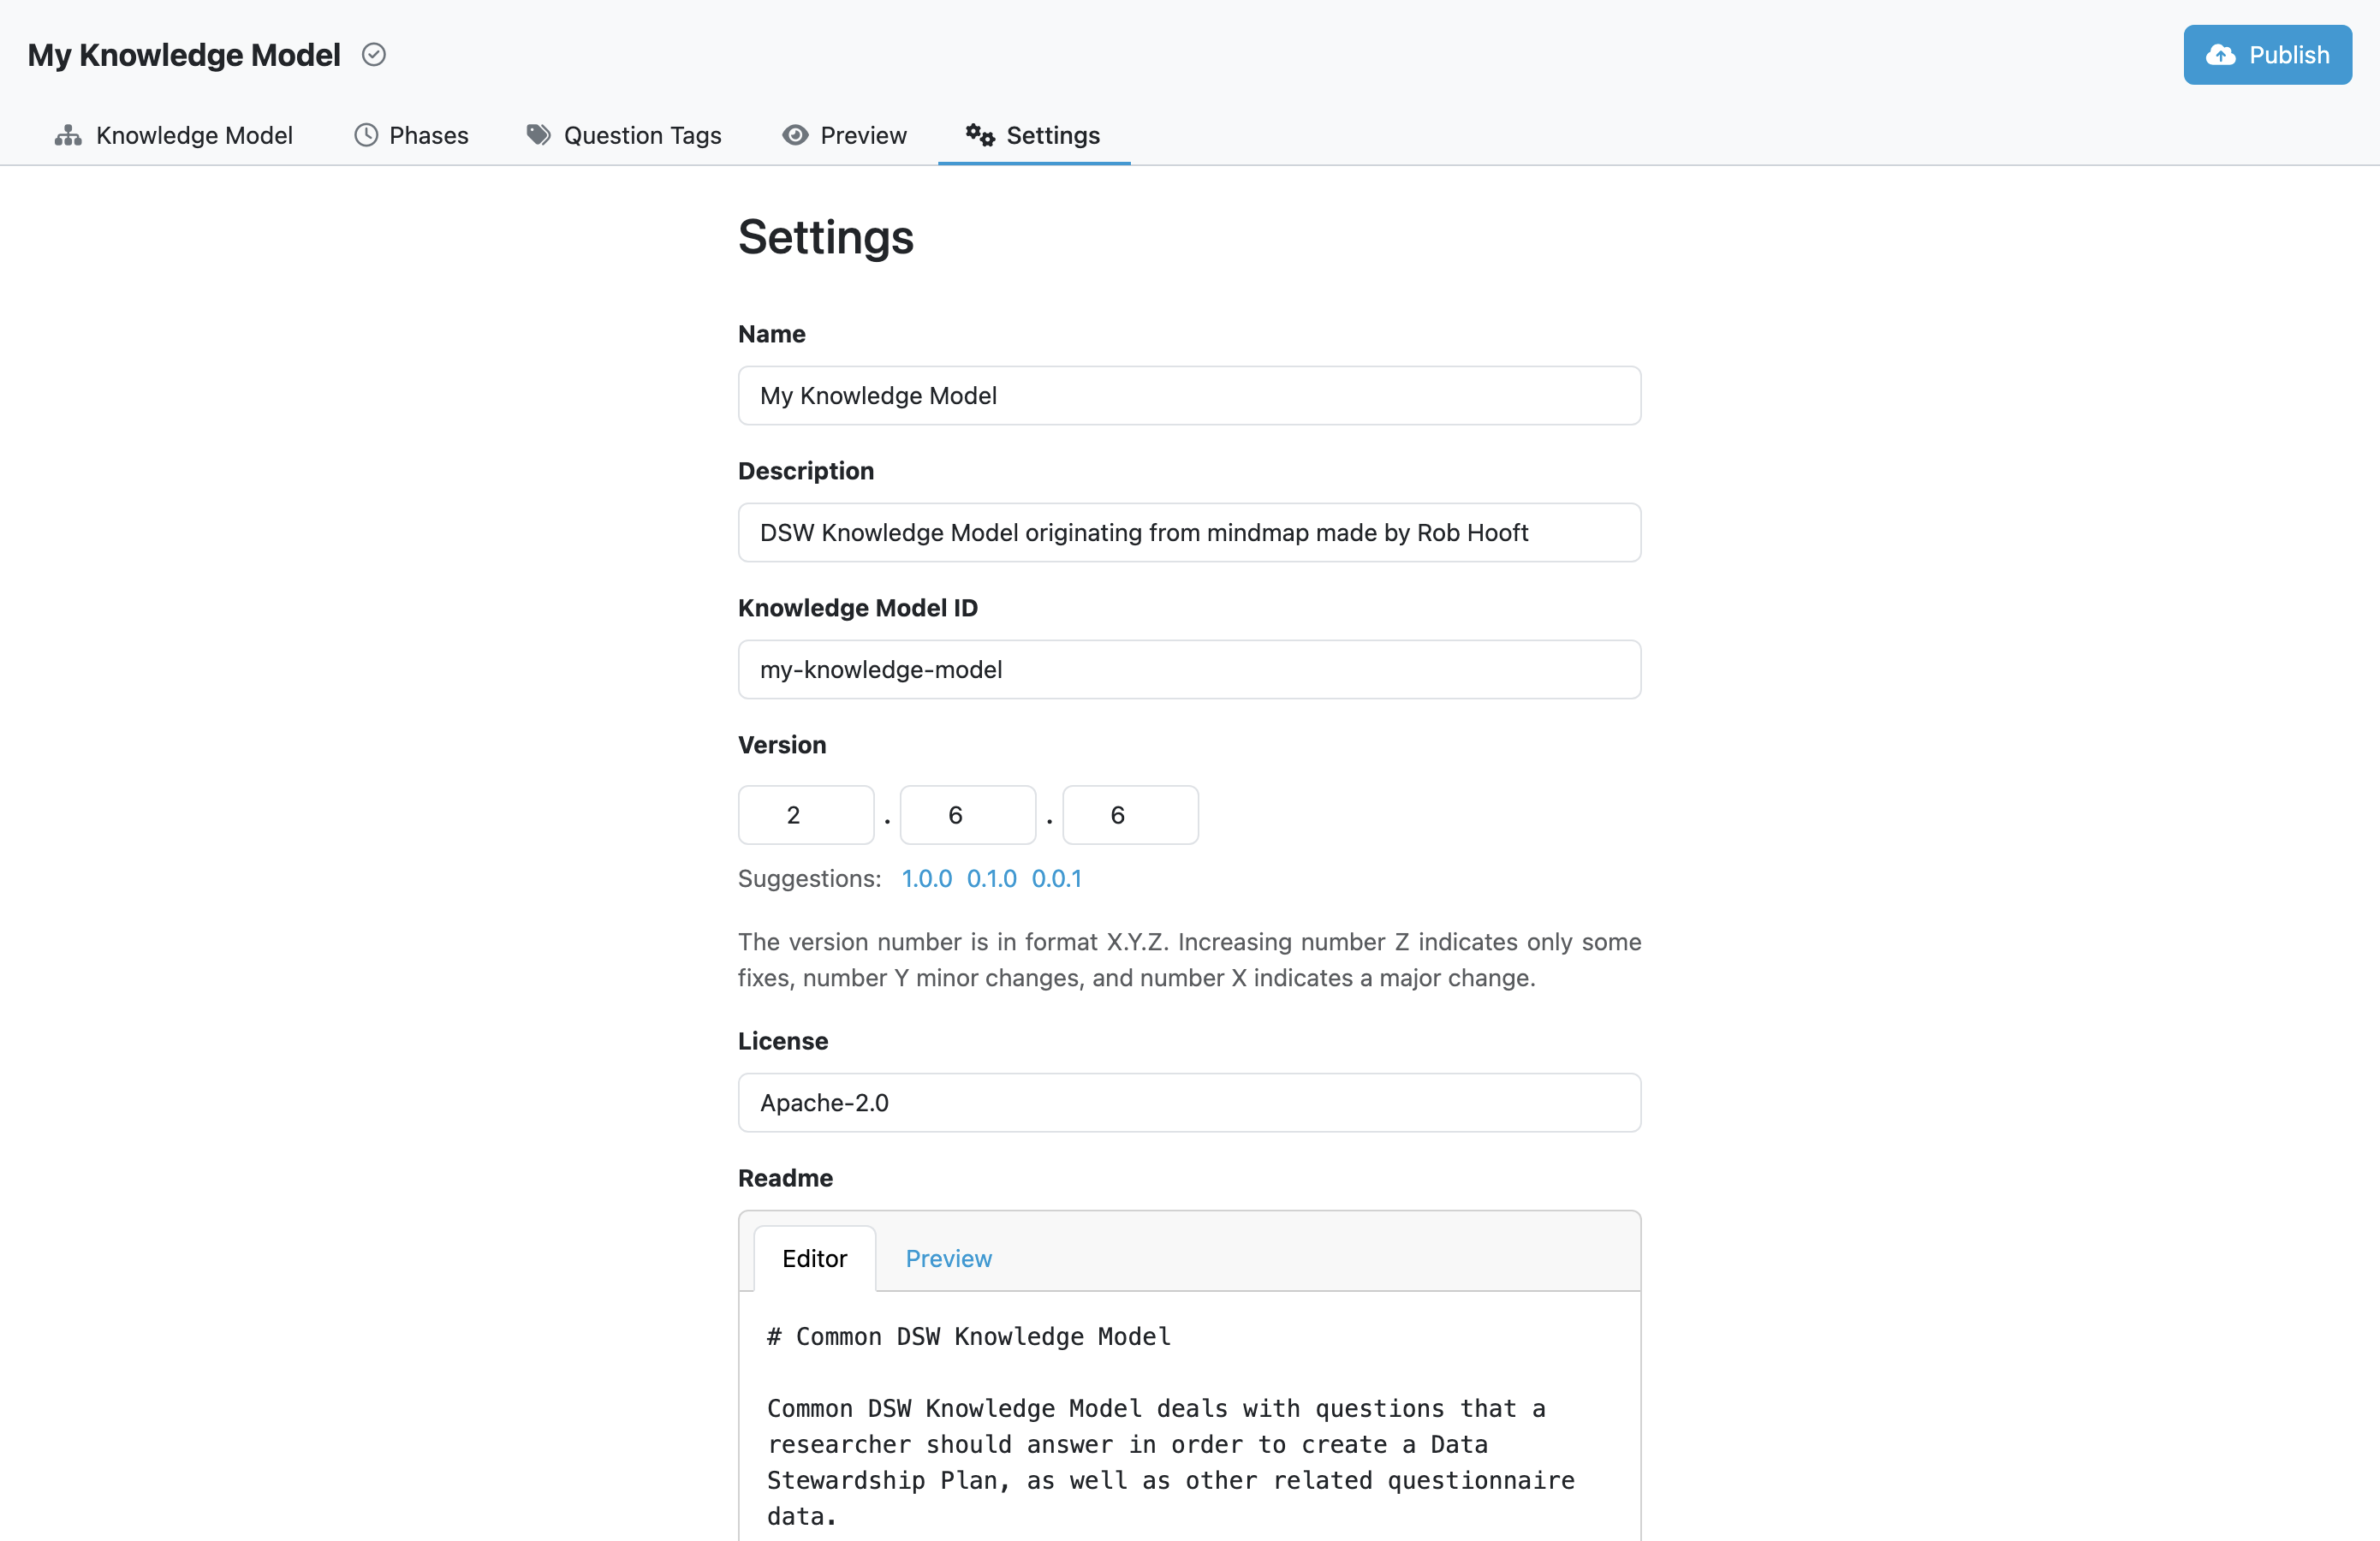 My Knowledge Model
Publish
Knowledge Model Phases Question Tags Preview Settings
Settings
Name
My Knowledge Model
Description
DSW Knowledge Model originating from mindmap made by Rob Hooft
Knowledge Model ID
my-knowledge-model
Version
2 . 6 . 6
Suggestions: 1.0.0 0.1.0 0.0.1
The version number is in format X.Y.Z. Increasing number Z indicates only some
fixes, number Y minor changes, and number X indicates a major change.
License
Apache-2.0
Readme
Editor Preview
# Common DSW Knowledge Model
Common DSW Knowledge Model deals with questions that a
researcher should answer in order to create a Data
Stewardship Plan, as well as other related questionnaire
data.